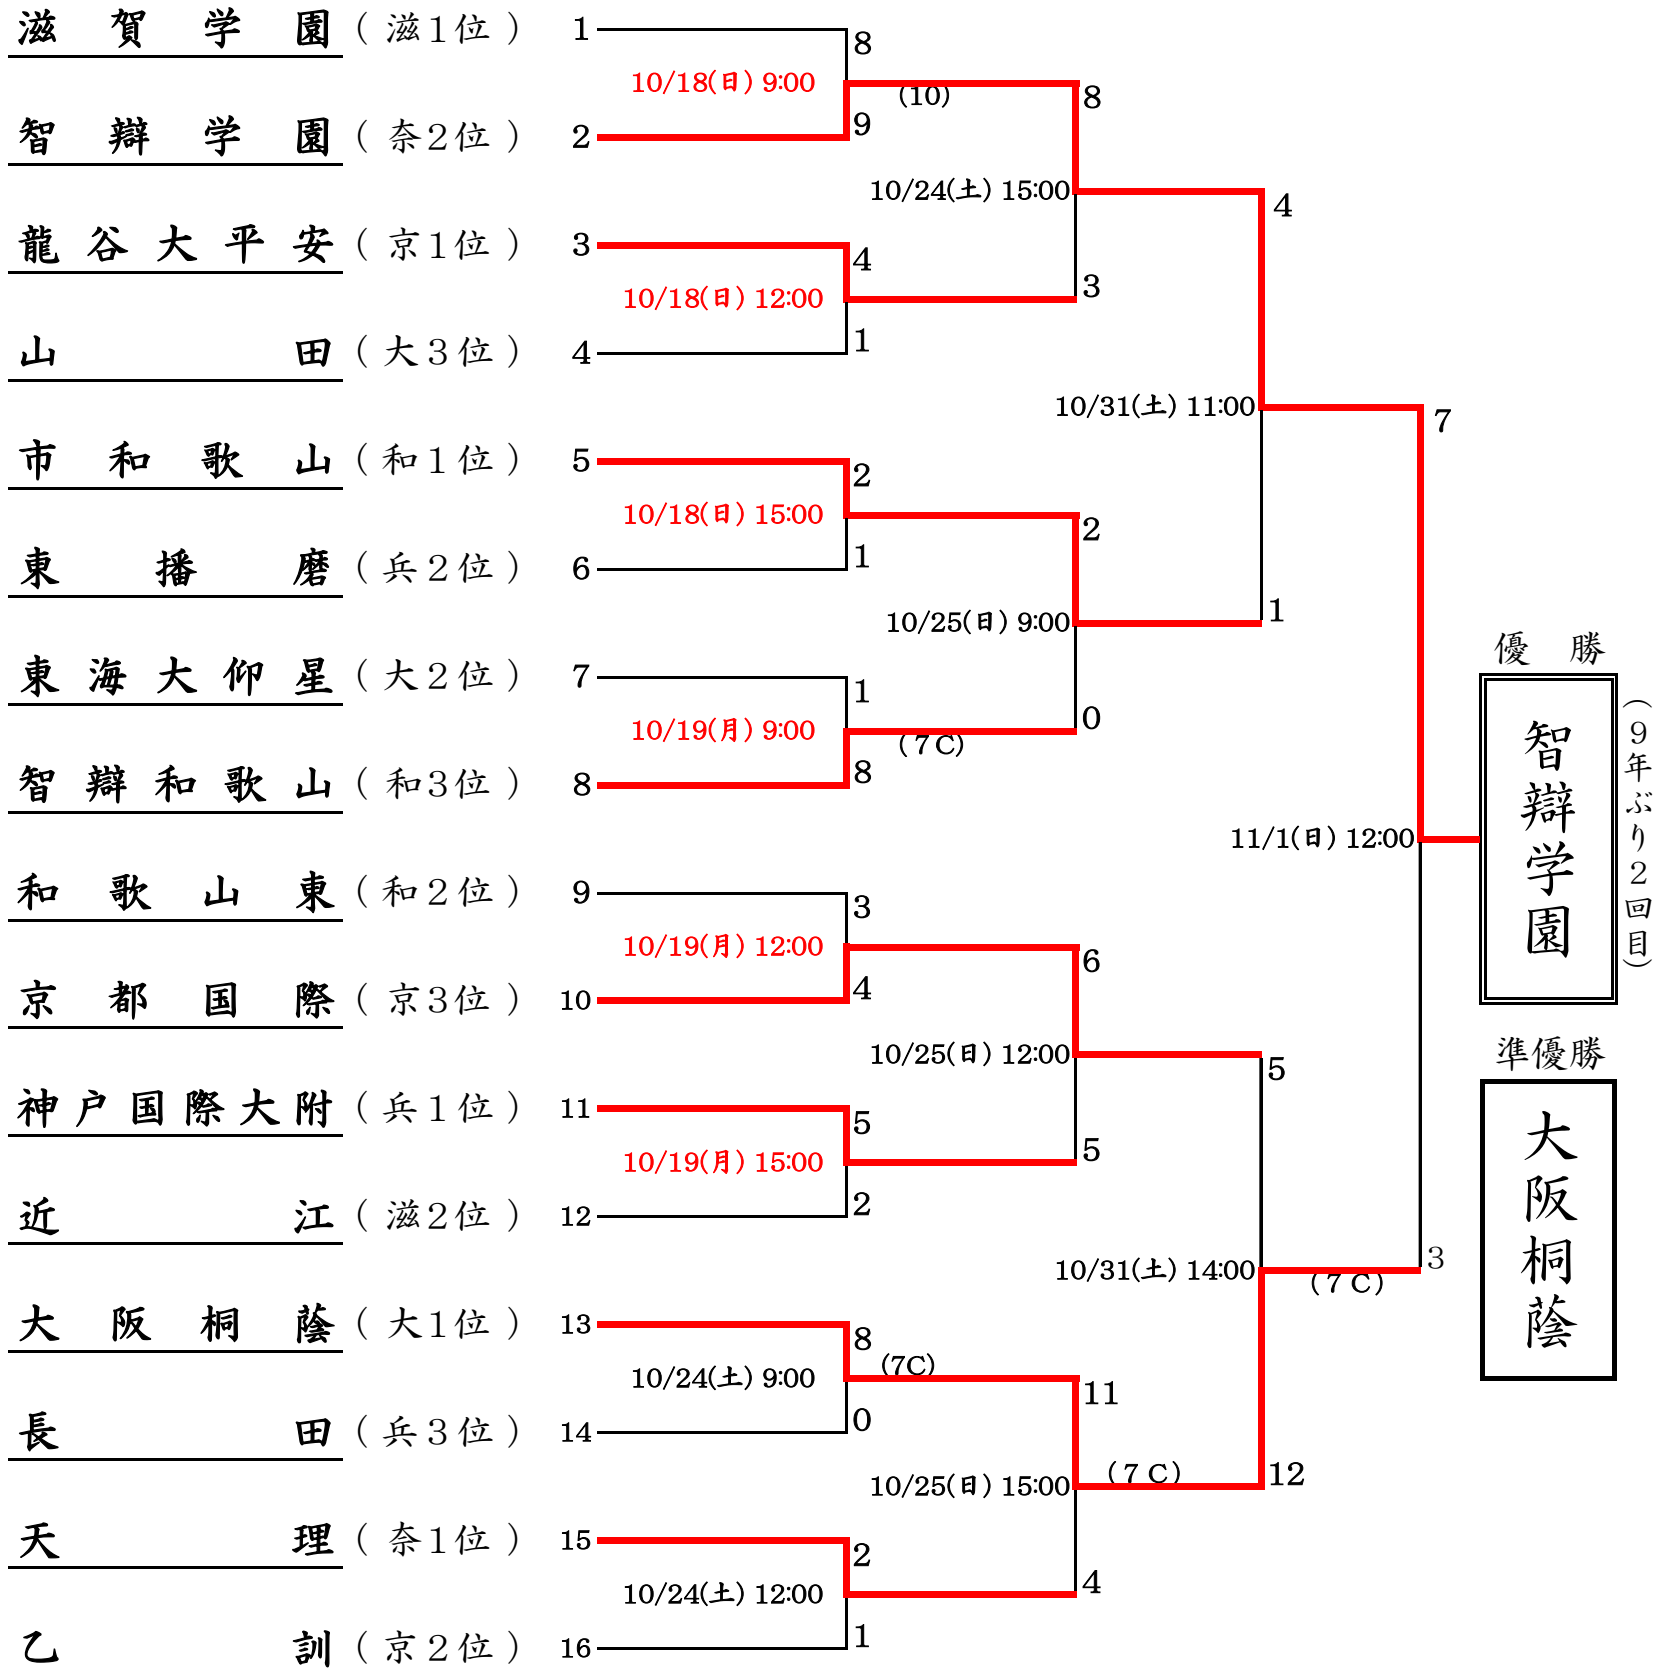 滋賀学園 (滋1位) 1
8
10/18(日) 9:00
(10)
8
智辯学園 (奈2位) 2
9
10/24(土) 15:00
4
龍谷大平安 (京1位) 3
4
10/18(日) 12:00
3
山田 (大3位) 4
1
10/31(土) 11:00
7
市和歌山 (和1位) 5
2
10/18(日) 15:00
2
東播磨 (兵2位) 6
1
10/25(日) 9:00
1
東海大仰星 (大2位) 7
1
10/19(月) 9:00
(7C)
0
智辯和歌山 (和3位) 8
8
11/1(日) 12:00
優勝
智辯学園
(9年ぶり2回目)
和歌山東 (和2位) 9
3
10/19(月) 12:00
6
京都国際 (京3位) 10
4
10/25(日) 12:00
5
神戸国際大附 (兵1位) 11
5
10/19(月) 15:00
5
近江 (滋2位) 12
2
10/31(土) 14:00
(7C)
3
準優勝
大阪桐蔭
大阪桐蔭 (大1位) 13
8
10/24(土) 9:00
(7C)
11
長田 (兵3位) 14
0
10/25(日) 15:00
(7C)
12
天理 (奈1位) 15
2
10/24(土) 12:00
4
乙訓 (京2位) 16
1